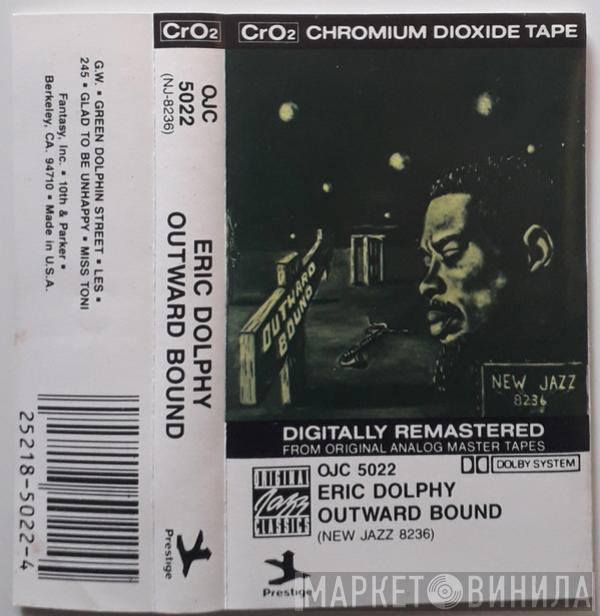 G.W. ▪ GREEN DOLPHIN STREET ▪ LES ▪
245 ▪ GLAD TO BE UNHAPPY ▪ MISS TONI
Fantasy, Inc. ▪ 10th & Parker ▪
Berkeley, CA. 94710 ▪ Made in U.S.A.
25218-5022-4
CrO2
OJC
5022
(NJ-8236)
ERIC DOLPHY
OUTWARD BOUND
Prestige
CrO2 CHROMIUM DIOXIDE TAPE
OUTWARD
BOUND
NEW JAZZ
8236
DIGITALLY REMASTERED
FROM ORIGINAL ANALOG MASTER TAPES
OJC 5022
DOLBY SYSTEM
ORIGINAL
Jazz
CLASSICS
ERIC DOLPHY
OUTWARD BOUND
(NEW JAZZ 8236)
Prestige
МАРКЕТ ВИНИЛА